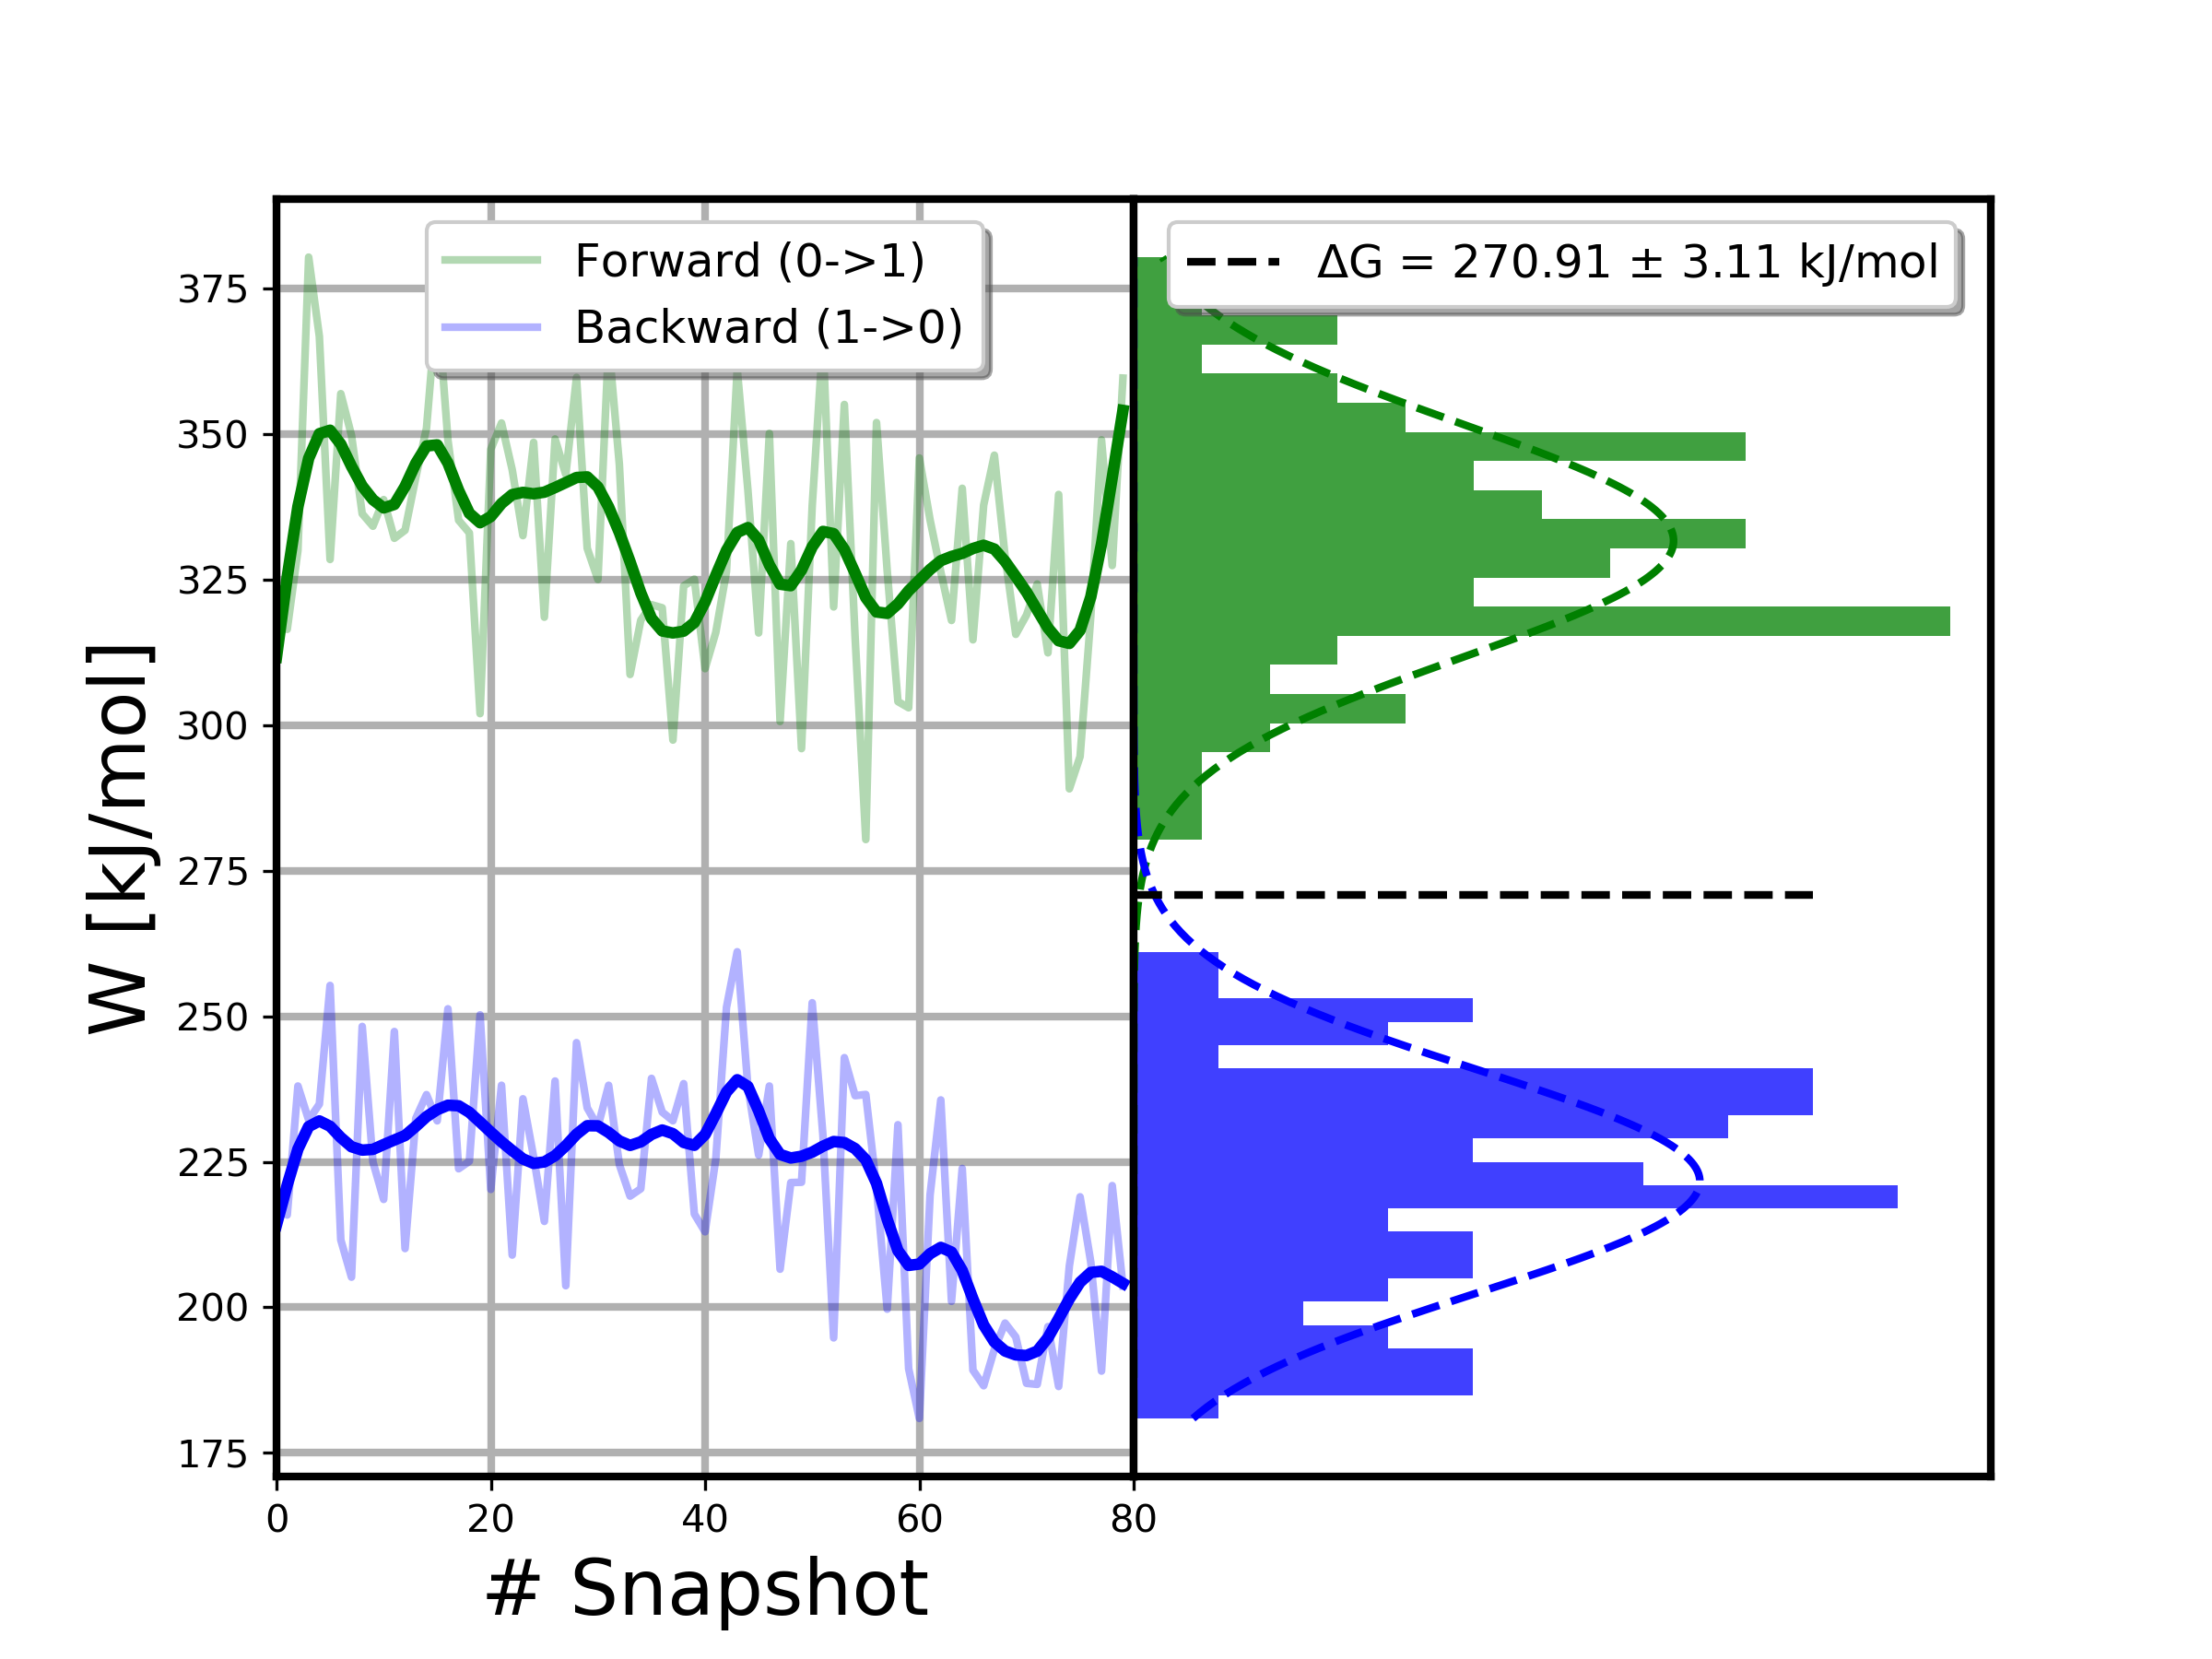 Forward (0->1)
Backward (1->0)
ΔG = 270.91 ± 3.11 kJ/mol
W [kJ/mol]
375
350
325
300
275
250
225
200
175
0 20 40 60 80
# Snapshot